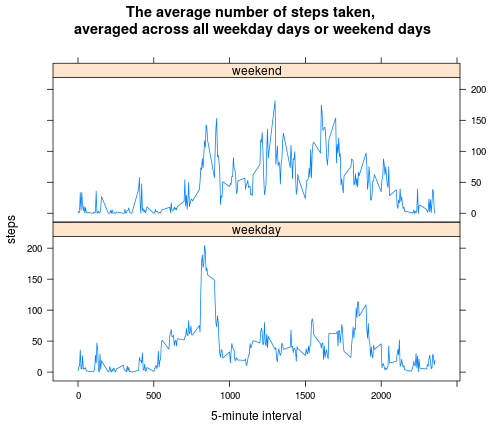 The average number of steps taken,
averaged across all weekday days or weekend days
weekend
200
150
100
50
0
steps
weekday
200
150
100
50
0
0
500
1000
1500
2000
5-minute interval